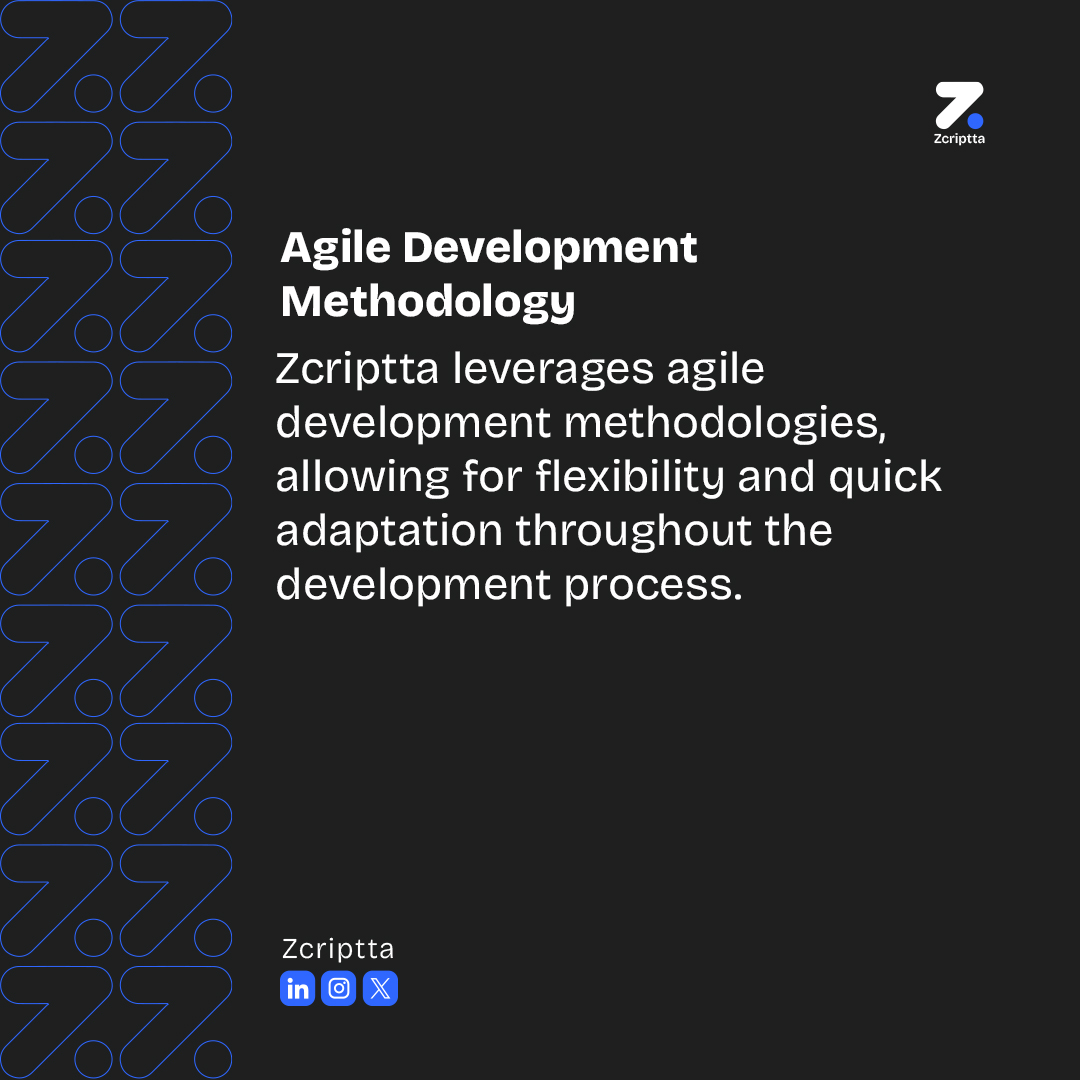 Zcriptta
Agile Development
Methodology
Zcriptta leverages agile
development methodologies,
allowing for flexibility and quick
adaptation throughout the
development process.
Zcriptta